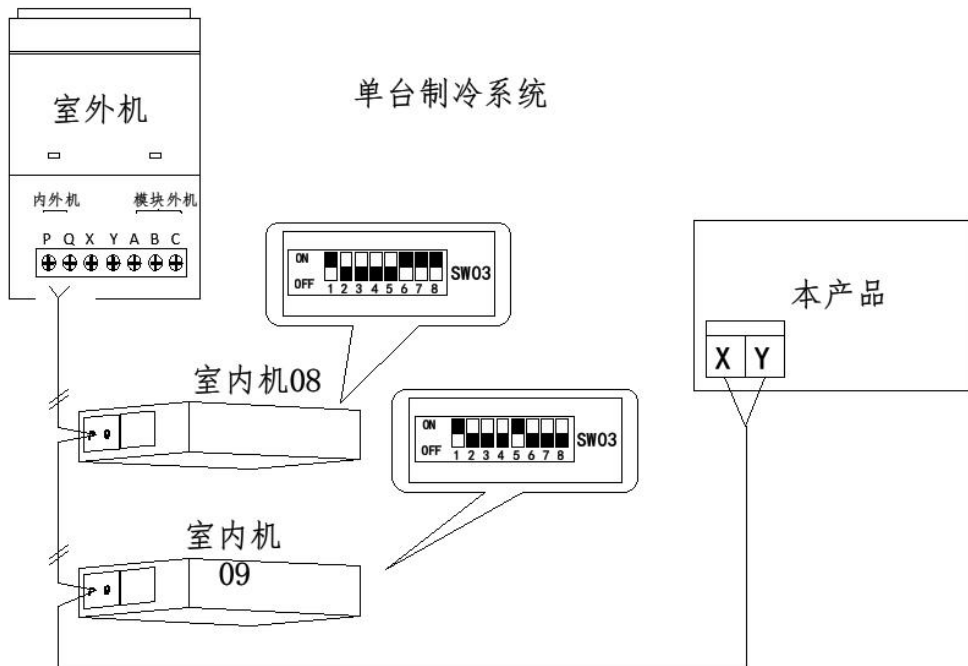 单台制冷系统
室外机
内外机 模块外机
P Q X Y A B C
ON
OFF
1 2 3 4 5 6 7 8
SW03
本产品
X Y
室内机08
P Q
ON
OFF
1 2 3 4 5 6 7 8
SW03
室内机
09
P Q